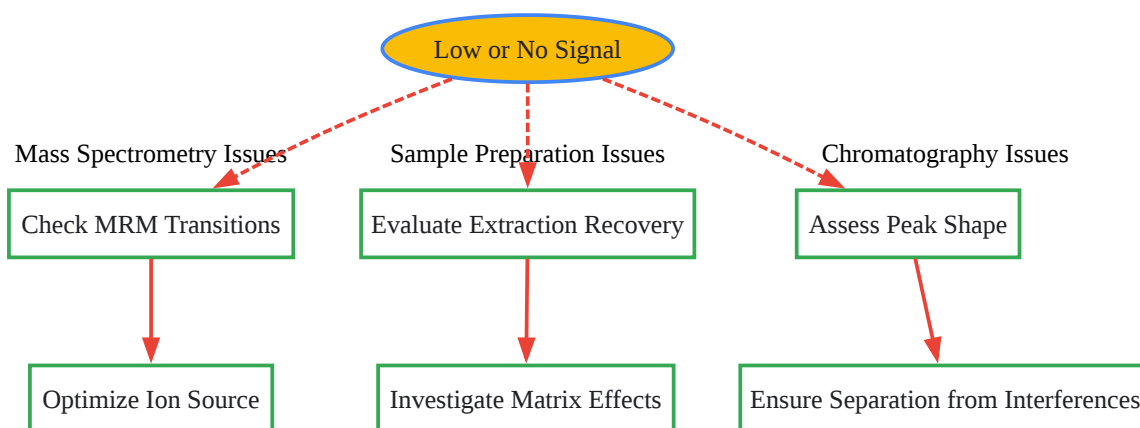 Low or No Signal
Mass Spectrometry Issues
Sample Preparation Issues
Chromatography Issues
Check MRM Transitions
Evaluate Extraction Recovery
Assess Peak Shape
Optimize Ion Source
Investigate Matrix Effects
Ensure Separation from Interferences